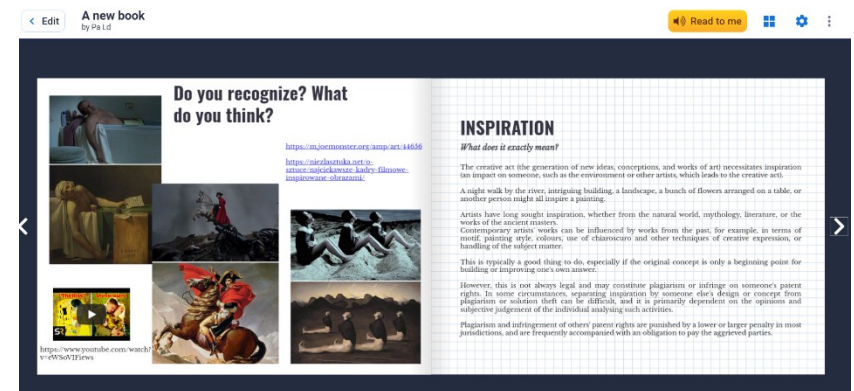 Edit
A new book
by Pa Ld
Read to me
Do you recognize? What
do you think?
https://m.joemonster.org/amp/art/44656
https://niezlasztuka.net/o-
sztuce/najciekawsze-kadry-filmowe-
inspirowane-obrazami/
https://www.youtube.com/watch?
v=eWSoVIFiews
INSPIRATION
What does it exactly mean?
The creative act (the generation of new ideas, conceptions, and works of art) necessitates inspiration
(an impact on someone, such as the environment or other artists, which leads to the creative act).
A night walk by the river, intriguing building, a landscape, a bunch of flowers arranged on a table, or
another person might all inspire a painting.
Artists have long sought inspiration, whether from the natural world, mythology, literature, or the
works of the ancient masters.
Contemporary artists' works can be influenced by works from the past, for example, in terms of
motif, painting style, colours, use of chiaroscuro and other techniques of creative expression, or
handling of the subject matter.
This is typically a good thing to do, especially if the original concept is only a beginning point for
building or improving one's own answer.
However, this is not always legal and may constitute plagiarism or infringe on someone's patent
rights. In some circumstances, separating inspiration by someone else's design or concept from
plagiarism or solution theft can be difficult, and it is primarily dependent on the opinions and
subjective judgement of the individual analysing such activities.
Plagiarism and infringement of others' patent rights are punished by a lower or larger penalty in most
jurisdictions, and are frequently accompanied with an obligation to pay the aggrieved parties.